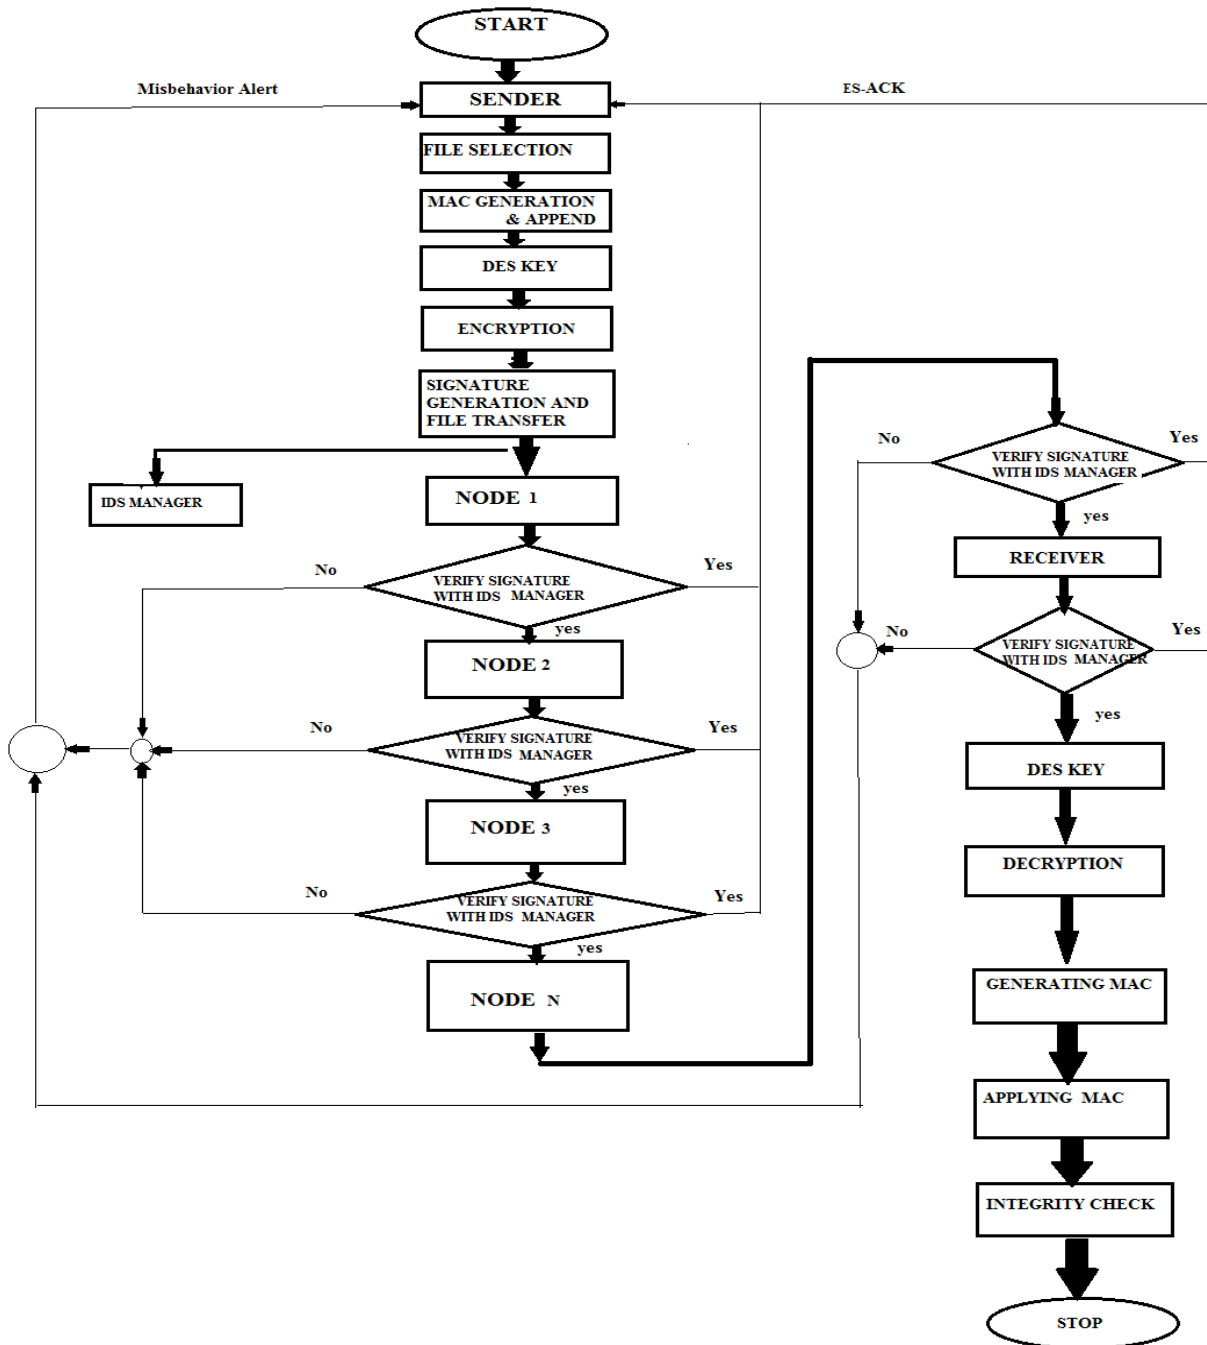 START
Misbehavior Alert
ES-ACK
SENDER
FILE SELECTION
MAC GENERATION
& APPEND
DES KEY
ENCRYPTION
SIGNATURE
GENERATION AND
FILE TRANSFER
IDS MANAGER
NODE 1
No
Yes
VERIFY SIGNATURE
WITH IDS MANAGER
yes
NODE 2
No
Yes
VERIFY SIGNATURE
WITH IDS MANAGER
yes
NODE 3
No
Yes
VERIFY SIGNATURE
WITH IDS MANAGER
yes
NODE N
No
Yes
VERIFY SIGNATURE
WITH IDS MANAGER
yes
RECEIVER
No
Yes
VERIFY SIGNATURE
WITH IDS MANAGER
yes
DES KEY
DECRYPTION
GENERATING MAC
APPLYING MAC
INTEGRITY CHECK
STOP